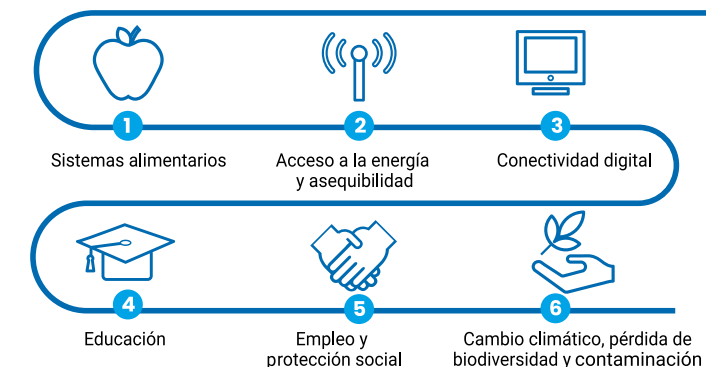 1
2
3
Sistemas alimentarios
Acceso a la energía
y asequibilidad
Conectividad digital
4
5
6
Educación
Empleo y
protección social
Cambio climático, pérdida de
biodiversidad y contaminación